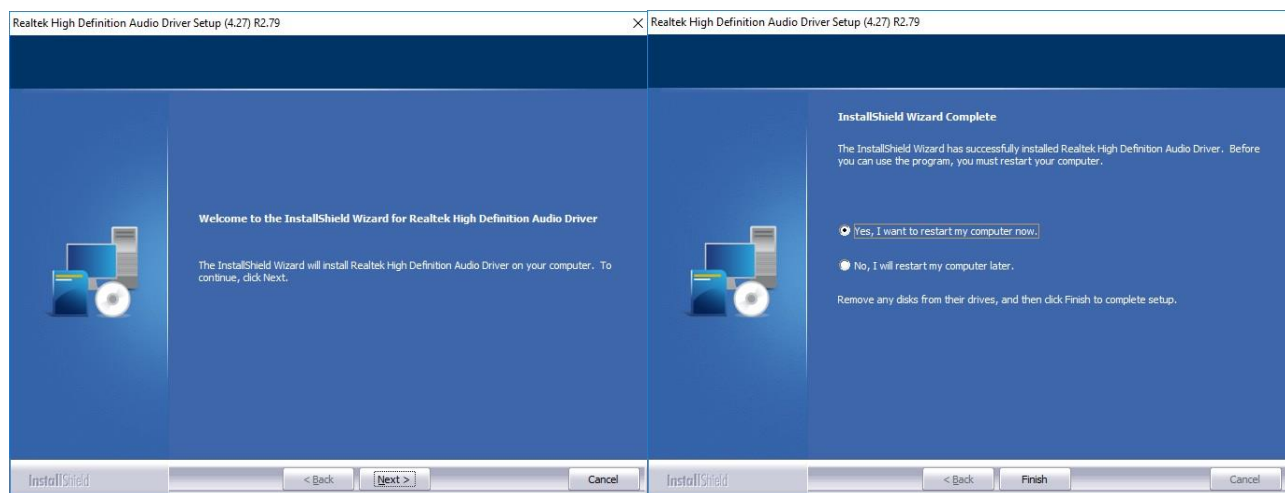 Realtek High Definition Audio Driver Setup (4.27) R2.79
Welcome to the InstallShield Wizard for Realtek High Definition Audio Driver
The InstallShield Wizard will install Realtek High Definition Audio Driver on your computer. To
continue, click Next.
InstallShield
< Back
Next >
Cancel
Realtek High Definition Audio Driver Setup (4.27) R2.79
InstallShield Wizard Complete
The InstallShield Wizard has successfully installed Realtek High Definition Audio Driver. Before
you can use the program, you must restart your computer.
Yes, I want to restart my computer now.
No, I will restart my computer later.
Remove any disks from their drives, and then click Finish to complete setup.
InstallShield
< Back
Finish
Cancel